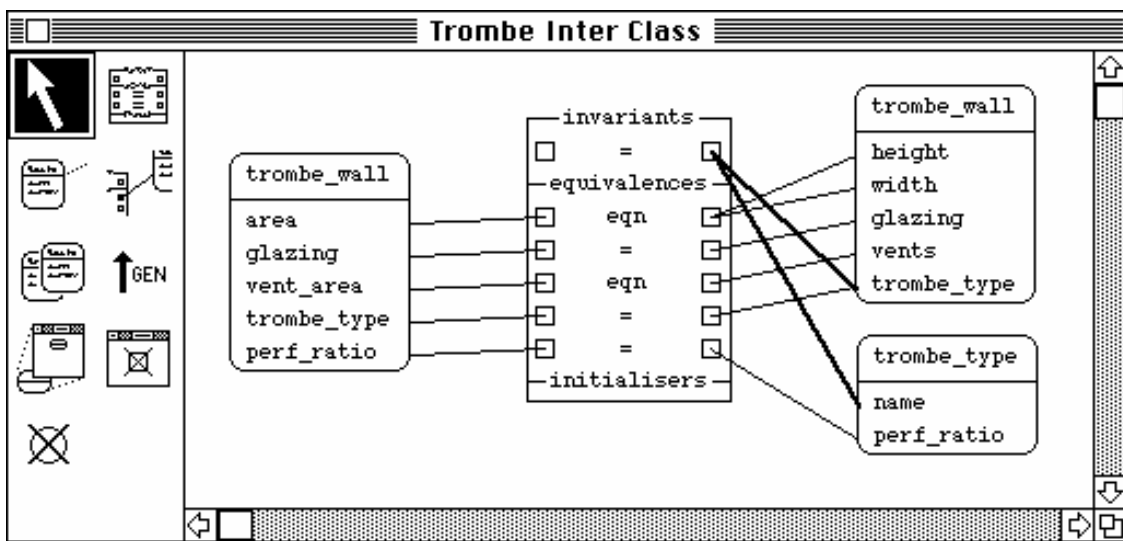 Trombe Inter Class
GEN
trombe_wall
area
glazing
vent_area
trombe_type
perf_ratio
invariants
=
equivalences
eqn
=
eqn
=
=
initialisers
trombe_wall
height
width
glazing
vents
trombe_type
trombe_type
name
perf_ratio